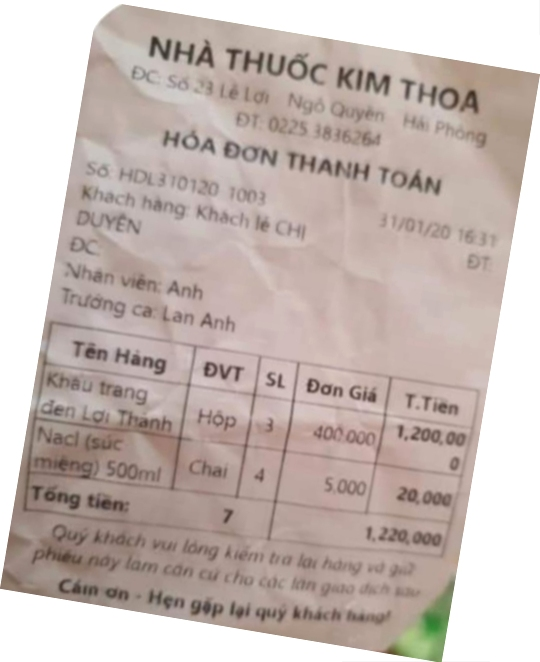 NHÀ THUỐC KIM THOA
ĐC: Số 23 Lê Lợi Ngô Quyền Hải Phòng
ĐT: 0225 3836264
HÓA ĐƠN THANH TOÁN
Số: HDL310120 1003
31/01/20 16:31
Khách hàng: Khách lẻ CHỊ DUYÊN
ĐT:
ĐC:
Nhân viên: Anh
Trưởng ca: Lan Anh
Tên Hàng ĐVT SL Đơn Giá T.Tiền
Khẩu trang
đen Lợi Thành Hộp 3 400.000 1,200,00
0
Nacl (súc
miệng) 500ml Chai 4 5,000 20,000
Tổng tiền: 7 1,220,000
Quý khách vui lòng kiểm tra lại hàng và giữ
phiếu này làm căn cứ cho các lần giao dịch sau
Cảm ơn - Hẹn gặp lại quý khách hàng!